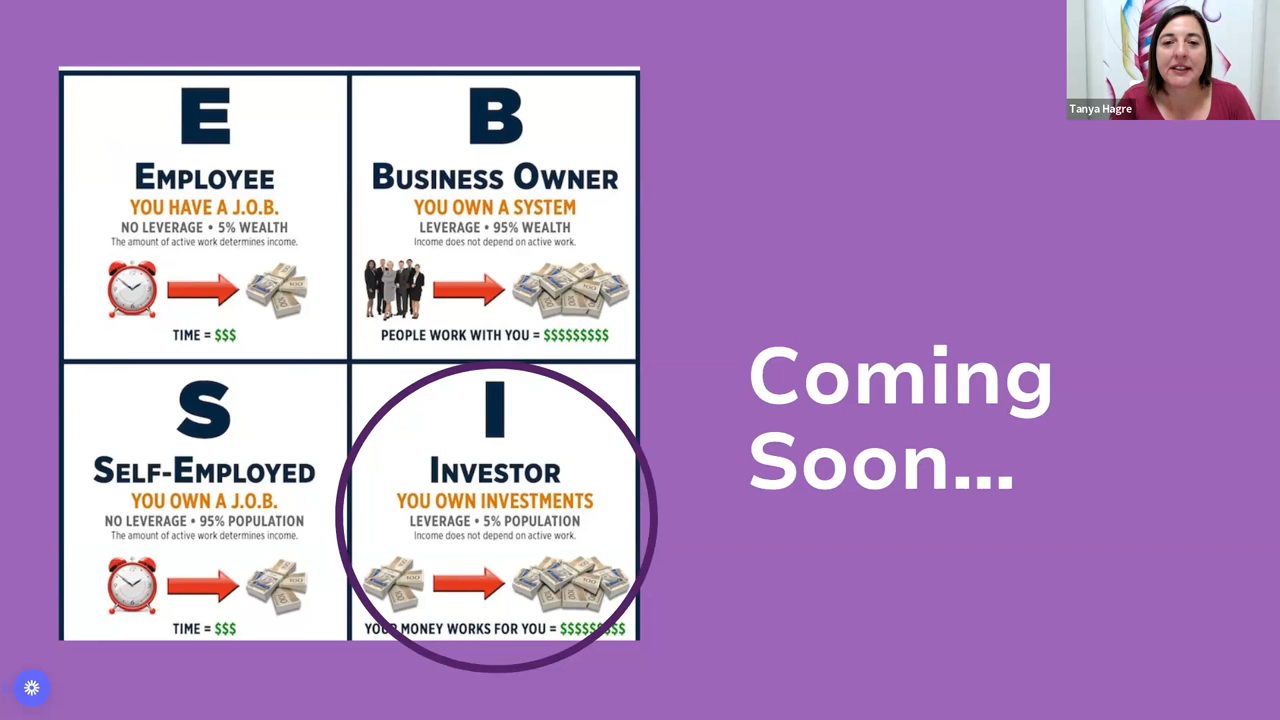 E
EMPLOYEE
YOU HAVE A J.O.B.
NO LEVERAGE • 5% WEALTH
The amount of active work determines income.
TIME = $$$
B
BUSINESS OWNER
YOU OWN A SYSTEM
LEVERAGE • 95% WEALTH
Income does not depend on active work.
PEOPLE WORK WITH YOU = $$$$$$$$$
S
SELF-EMPLOYED
YOU OWN A J.O.B.
NO LEVERAGE • 95% POPULATION
The amount of active work determines income.
TIME = $$$
I
INVESTOR
YOU OWN INVESTMENTS
LEVERAGE • 5% POPULATION
Income does not depend on active work.
YOUR MONEY WORKS FOR YOU = $$$$$$$$$
Coming
Soon...
Tanya Hagre